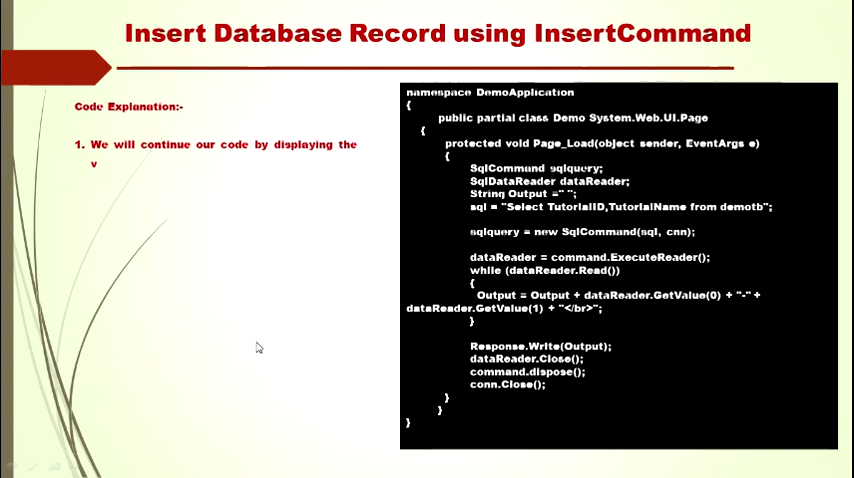 Insert Database Record using InsertCommand
Code Explanation:-
1. We will continue our code by displaying the
v
namespace DemoApplication
{
public partial class Demo System.Web.UI.Page
{
protected void Page_Load(object sender, EventArgs e)
{
SqlCommand sqlquery;
SqlDataReader dataReader;
String Output =" ";
sql = "Select TutorialID,TutorialName from demotb";
sqlquery = new SqlCommand(sql, cnn);
dataReader = command.ExecuteReader();
while (dataReader.Read())
{
Output = Output + dataReader.GetValue(0) + "-" +
dataReader.GetValue(1) + "</br>";
}
Response.Write(Output);
dataReader.Close();
command.dispose();
conn.Close();
}
}
}